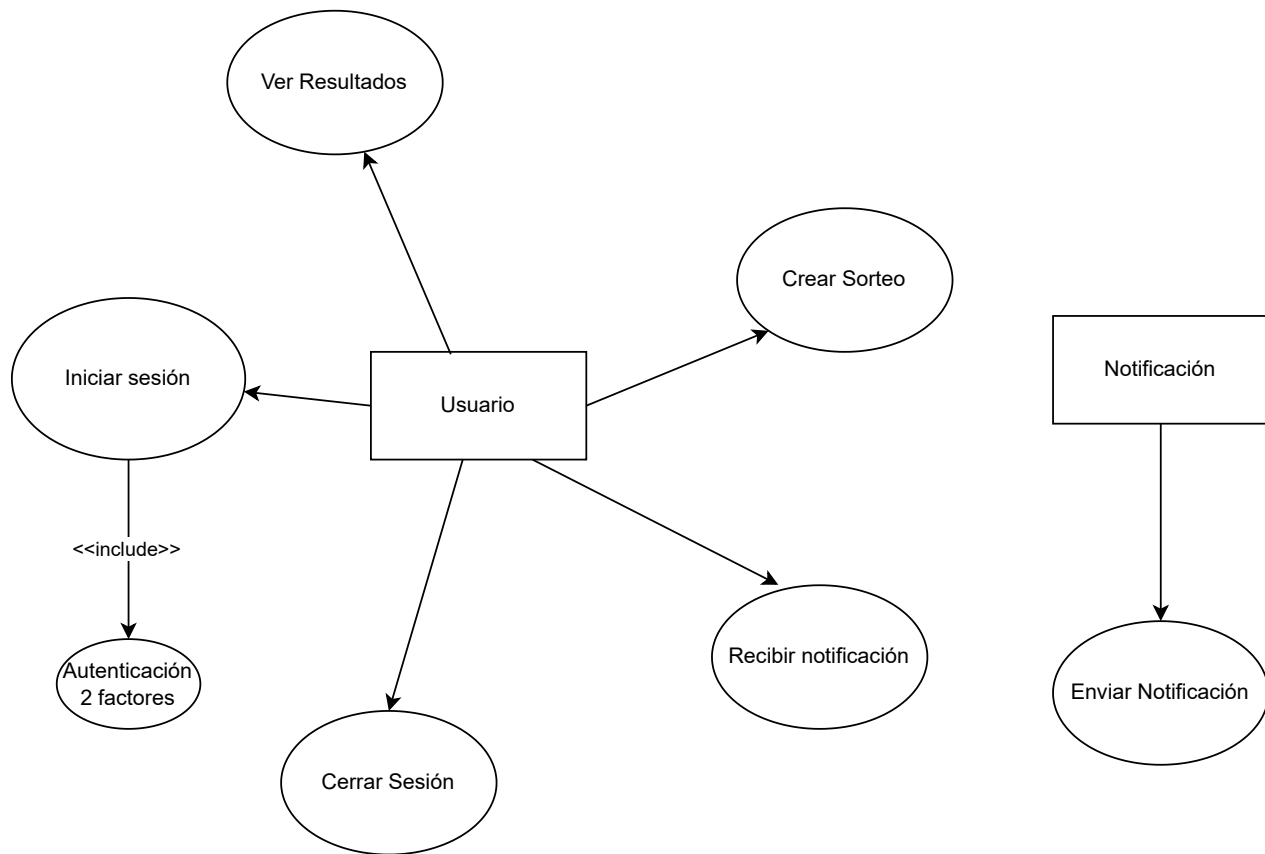 Ver Resultados
Crear Sorteo
Iniciar sesión
Usuario
Notificación
<<include>>
Autenticación
2 factores
Recibir notificación
Enviar Notificación
Cerrar Sesión